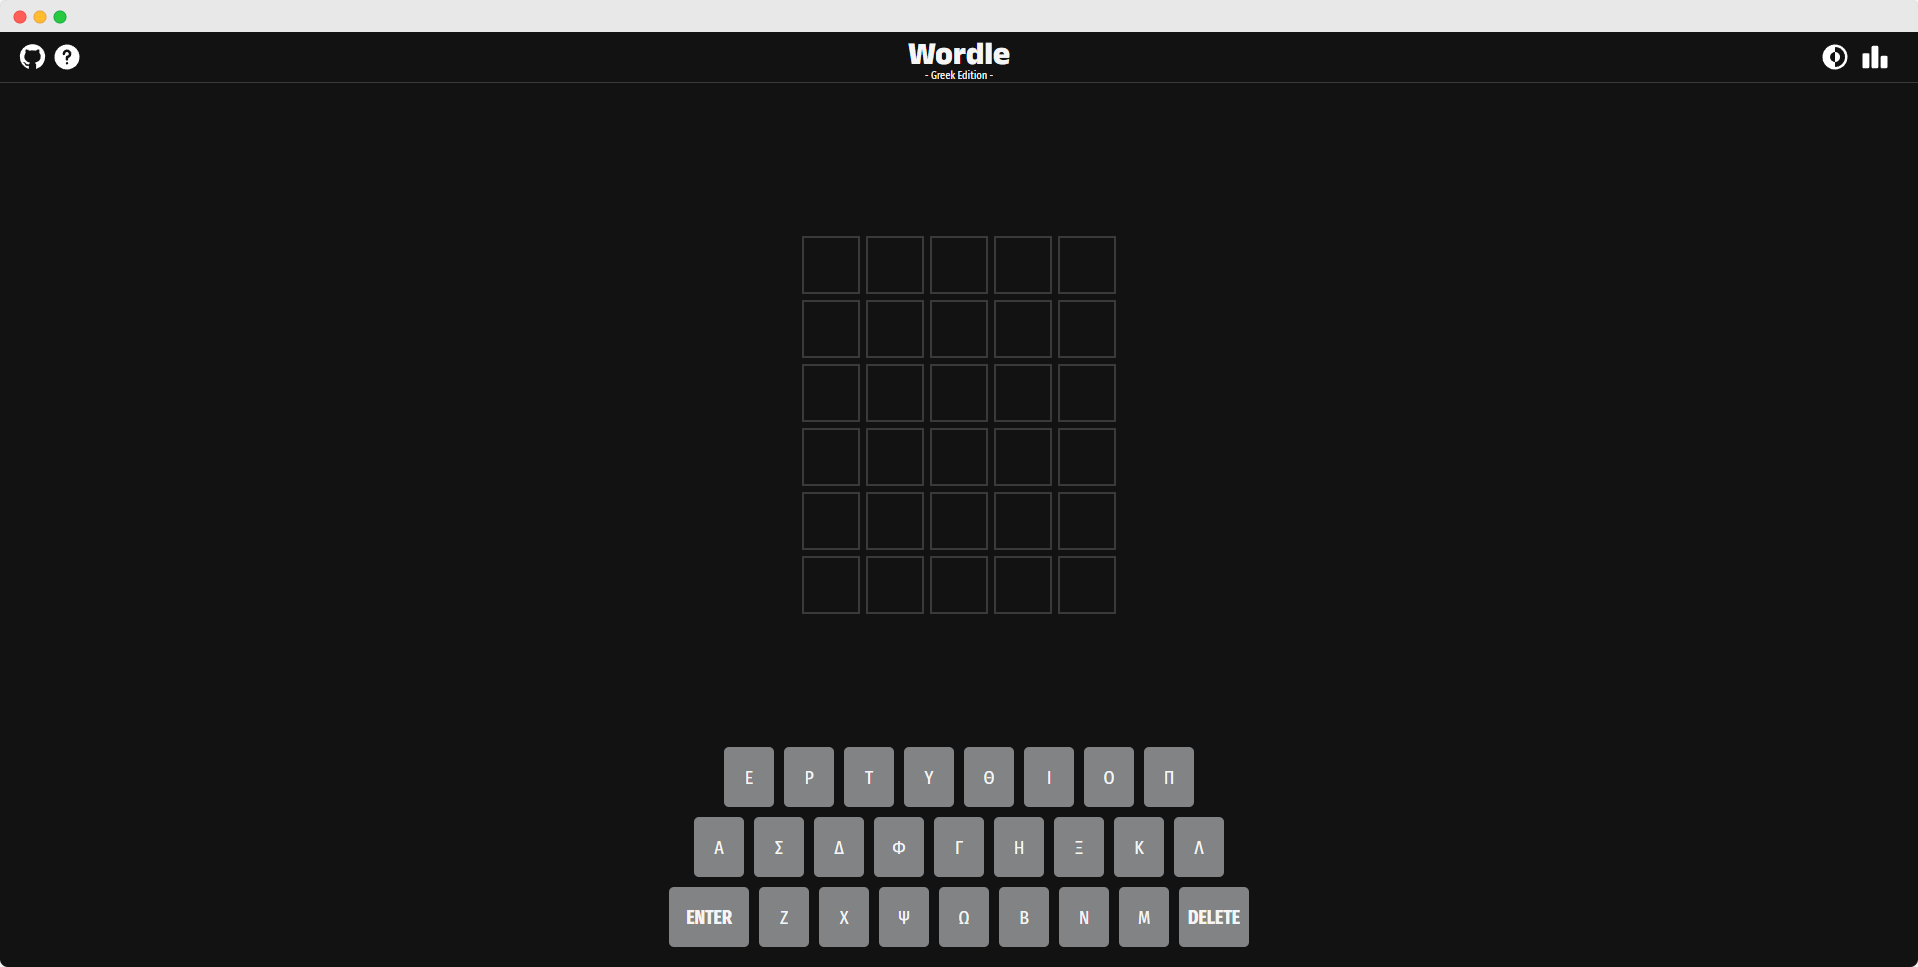 Wordle
- Greek Edition -
Ε Ρ Τ Υ Θ Ι Ο Π
Α Σ Δ Φ Γ Η Ξ Κ Λ
ENTER Ζ Χ Ψ Ω Β Ν Μ DELETE